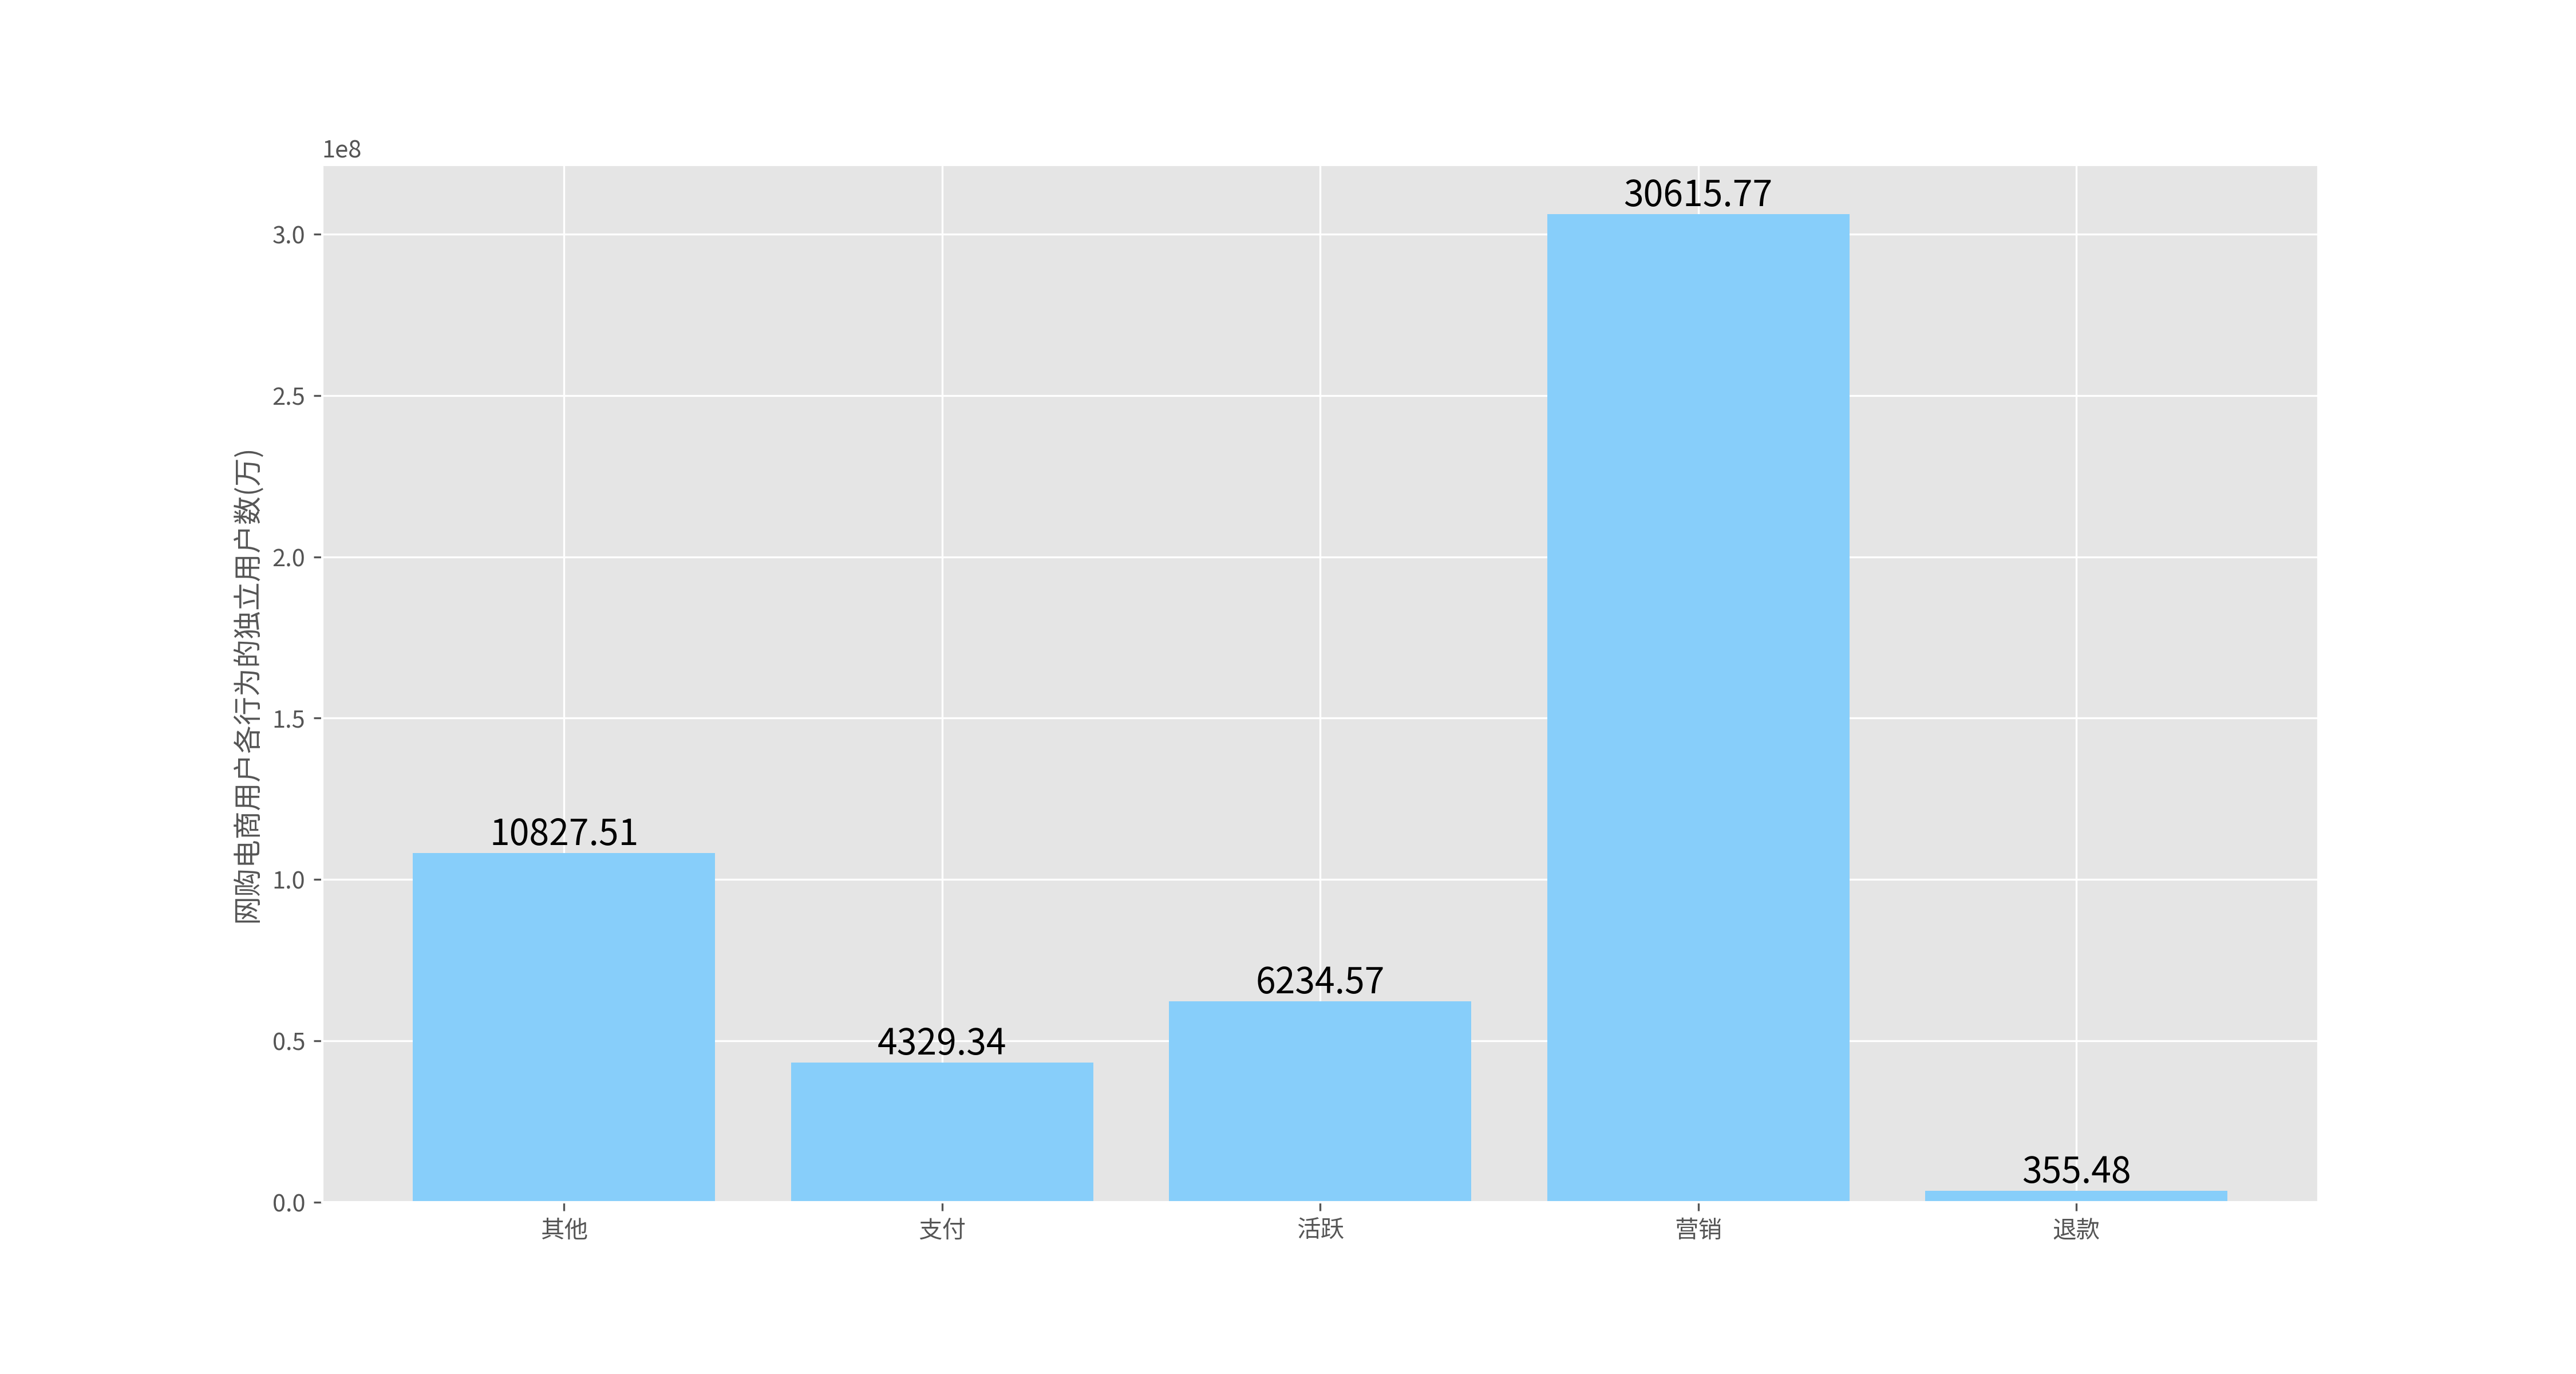 1e8
30615.77
3.0
2.5
2.0
1.5
1.0
0.5
0.0
网购电商用户各行为的独立用户数(万)
10827.51
4329.34
6234.57
355.48
其他
支付
活跃
营销
退款